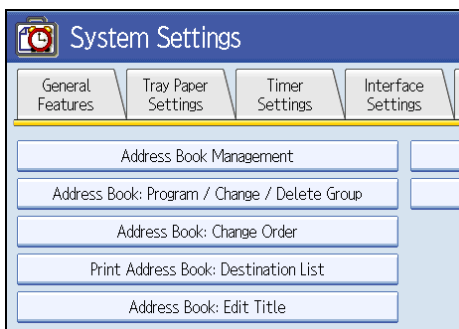 System Settings
General
Features
Tray Paper
Settings
Timer
Settings
Interface
Settings
Address Book Management
Address Book: Program / Change / Delete Group
Address Book: Change Order
Print Address Book: Destination List
Address Book: Edit Title